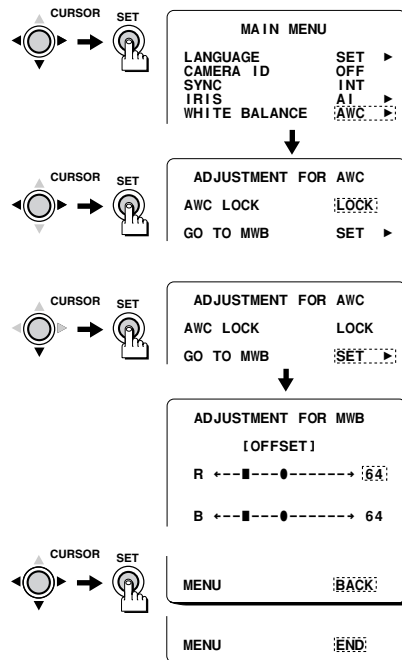 CURSOR SET
MAIN MENU
LANGUAGE SET ►
CAMERA ID OFF
SYNC INT
IRIS AI ►
WHITE BALANCE AWC ►
CURSOR SET
ADJUSTMENT FOR AWC
AWC LOCK LOCK
GO TO MWB SET ►
CURSOR SET
ADJUSTMENT FOR AWC
AWC LOCK LOCK
GO TO MWB SET ►
ADJUSTMENT FOR MWB
[OFFSET]
R ←--■---●------→ 64
B ←--■---●------→ 64
CURSOR SET
MENU BACK
MENU END